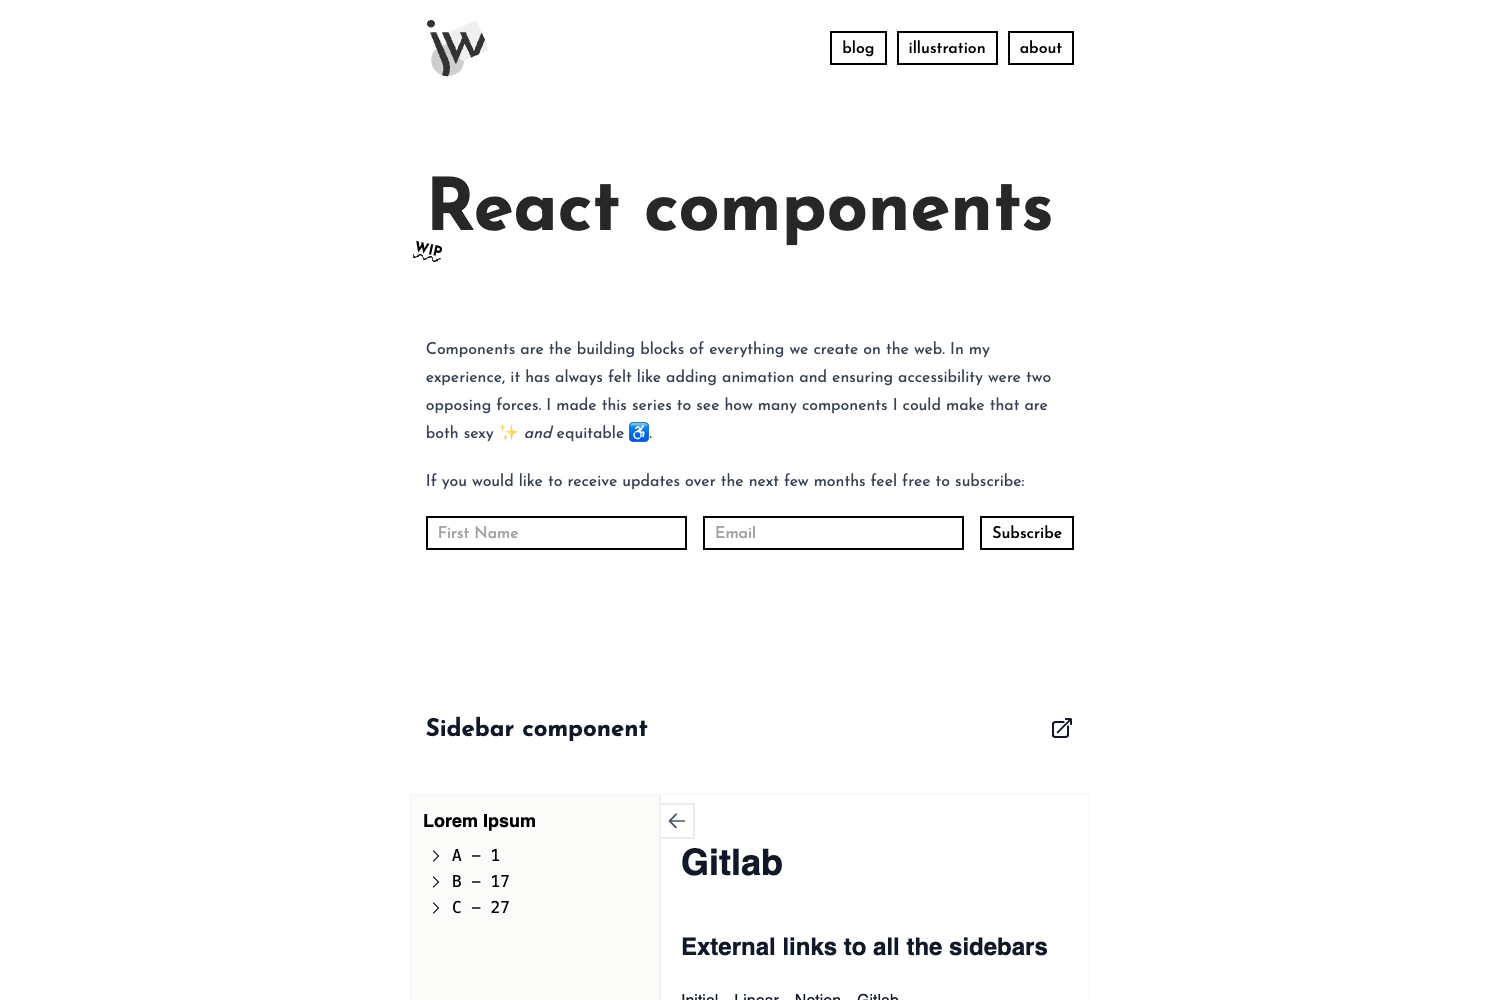 jw
blog illustration about
React components
WIP
Components are the building blocks of everything we create on the web. In my
experience, it has always felt like adding animation and ensuring accessibility were two
opposing forces. I made this series to see how many components I could make that are
both sexy ✨ and equitable ♿.
If you would like to receive updates over the next few months feel free to subscribe:
First Name Email Subscribe
Sidebar component
Lorem Ipsum
A – 1
B – 17
C – 27
Gitlab
External links to all the sidebars
Initial Linear Notion Gitlab